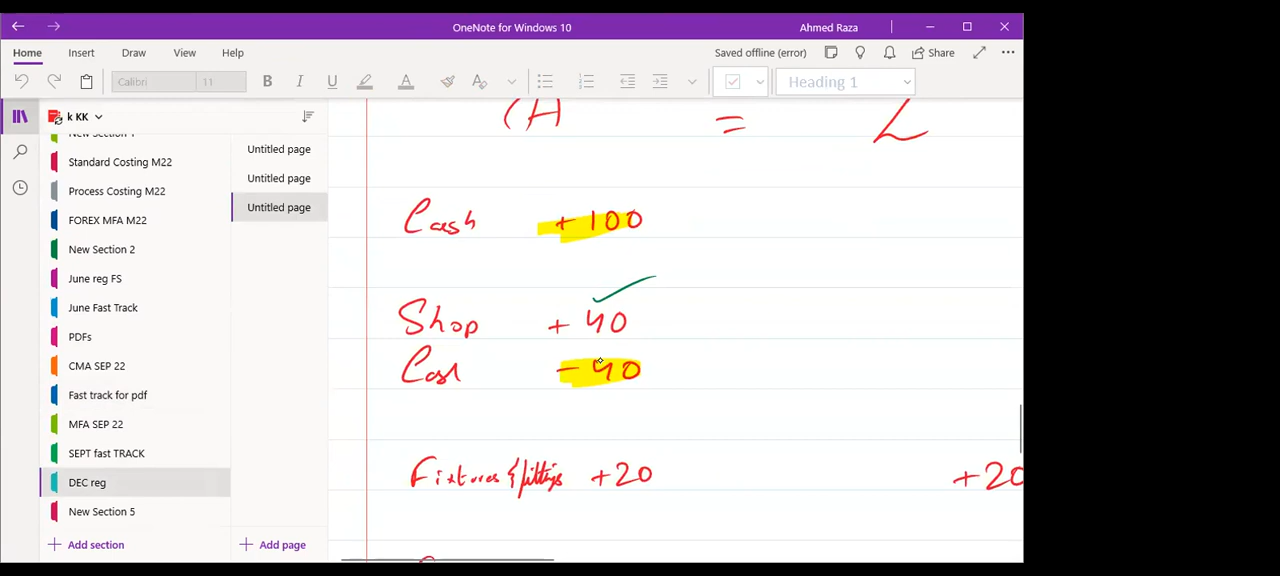 OneNote for Windows 10
Ahmed Raza
Home Insert Draw View Help
Saved offline (error)
Share
Calibri 11
B I U A
Heading 1
k KK
New Section 1
Standard Costing M22
Process Costing M22
FOREX MFA M22
New Section 2
June reg FS
June Fast Track
PDFs
CMA SEP 22
Fast track for pdf
MFA SEP 22
SEPT fast TRACK
DEC reg
New Section 5
+ Add section
Untitled page
Untitled page
Untitled page
+ Add page
= L
Cash + 100
Shop + 40
Cash - 40
Fixtures & fittings +20 +20